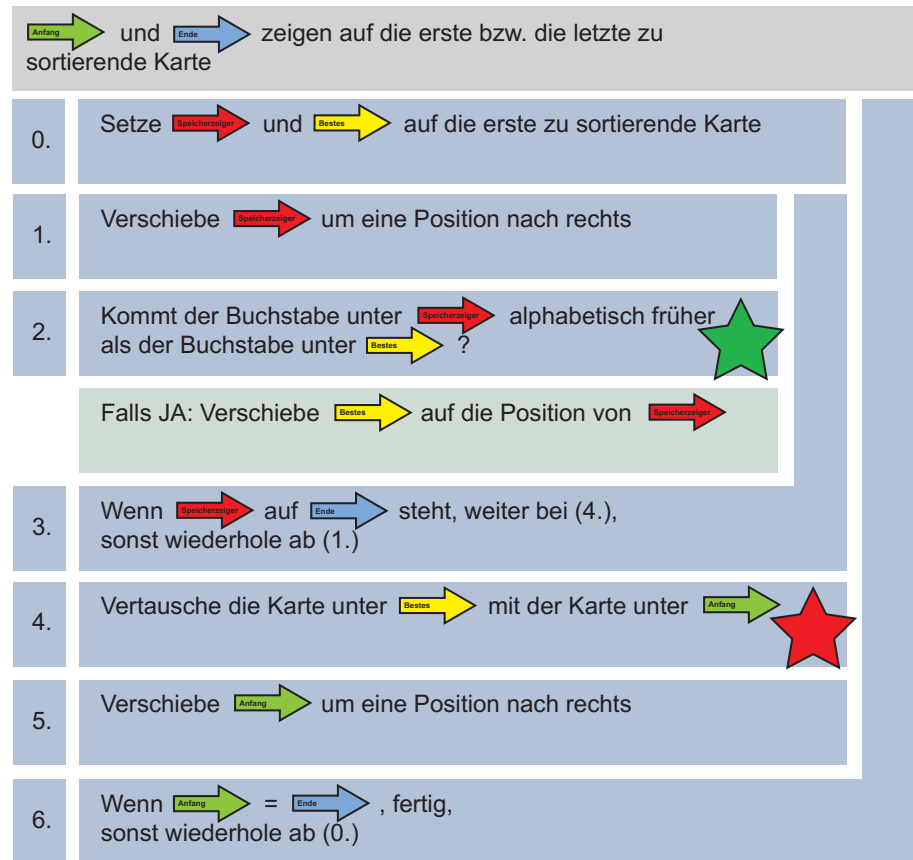 Anfang und Ende zeigen auf die erste bzw. die letzte zu
sortierende Karte
0. Setze Speicherzeiger und Bestes auf die erste zu sortierende Karte
1. Verschiebe Speicherzeiger um eine Position nach rechts
2. Kommt der Buchstabe unter Speicherzeiger alphabetisch früher
als der Buchstabe unter Bestes ?
Falls JA: Verschiebe Bestes auf die Position von Speicherzeiger
3. Wenn Speicherzeiger auf Ende steht, weiter bei (4.),
sonst wiederhole ab (1.)
4. Vertausche die Karte unter Bestes mit der Karte unter Anfang
5. Verschiebe Anfang um eine Position nach rechts
6. Wenn Anfang = Ende , fertig,
sonst wiederhole ab (0.)